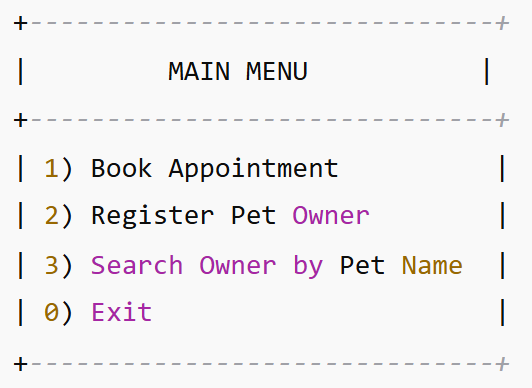 +------------------------------+
|         MAIN MENU           |
+------------------------------+
| 1) Book Appointment          |
| 2) Register Pet Owner        |
| 3) Search Owner by Pet Name  |
| 0) Exit                      |
+------------------------------+